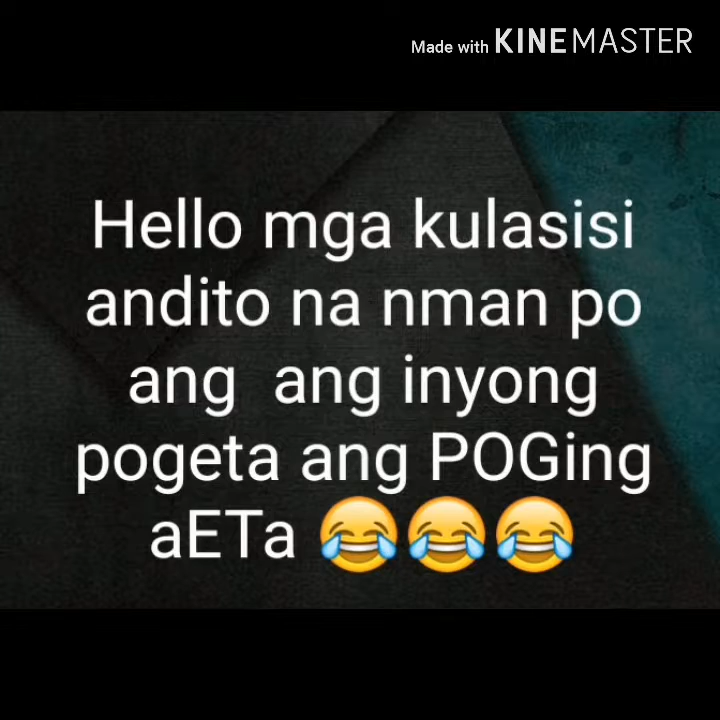 Made with KINEMASTER
Hello mga kulasisi
andito na nman po
ang  ang inyong
pogeta ang POGing
aETa 😂😂😂